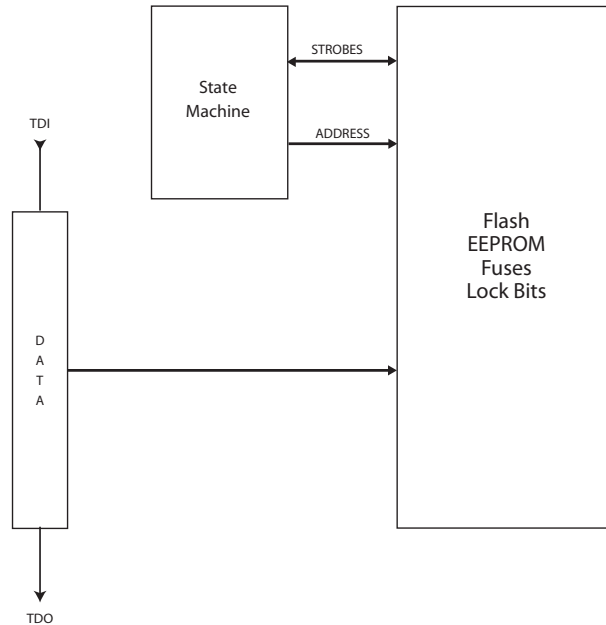 STROBES
State
Machine
ADDRESS
TDI
Flash
EEPROM
Fuses
Lock Bits
D
A
T
A
TDO